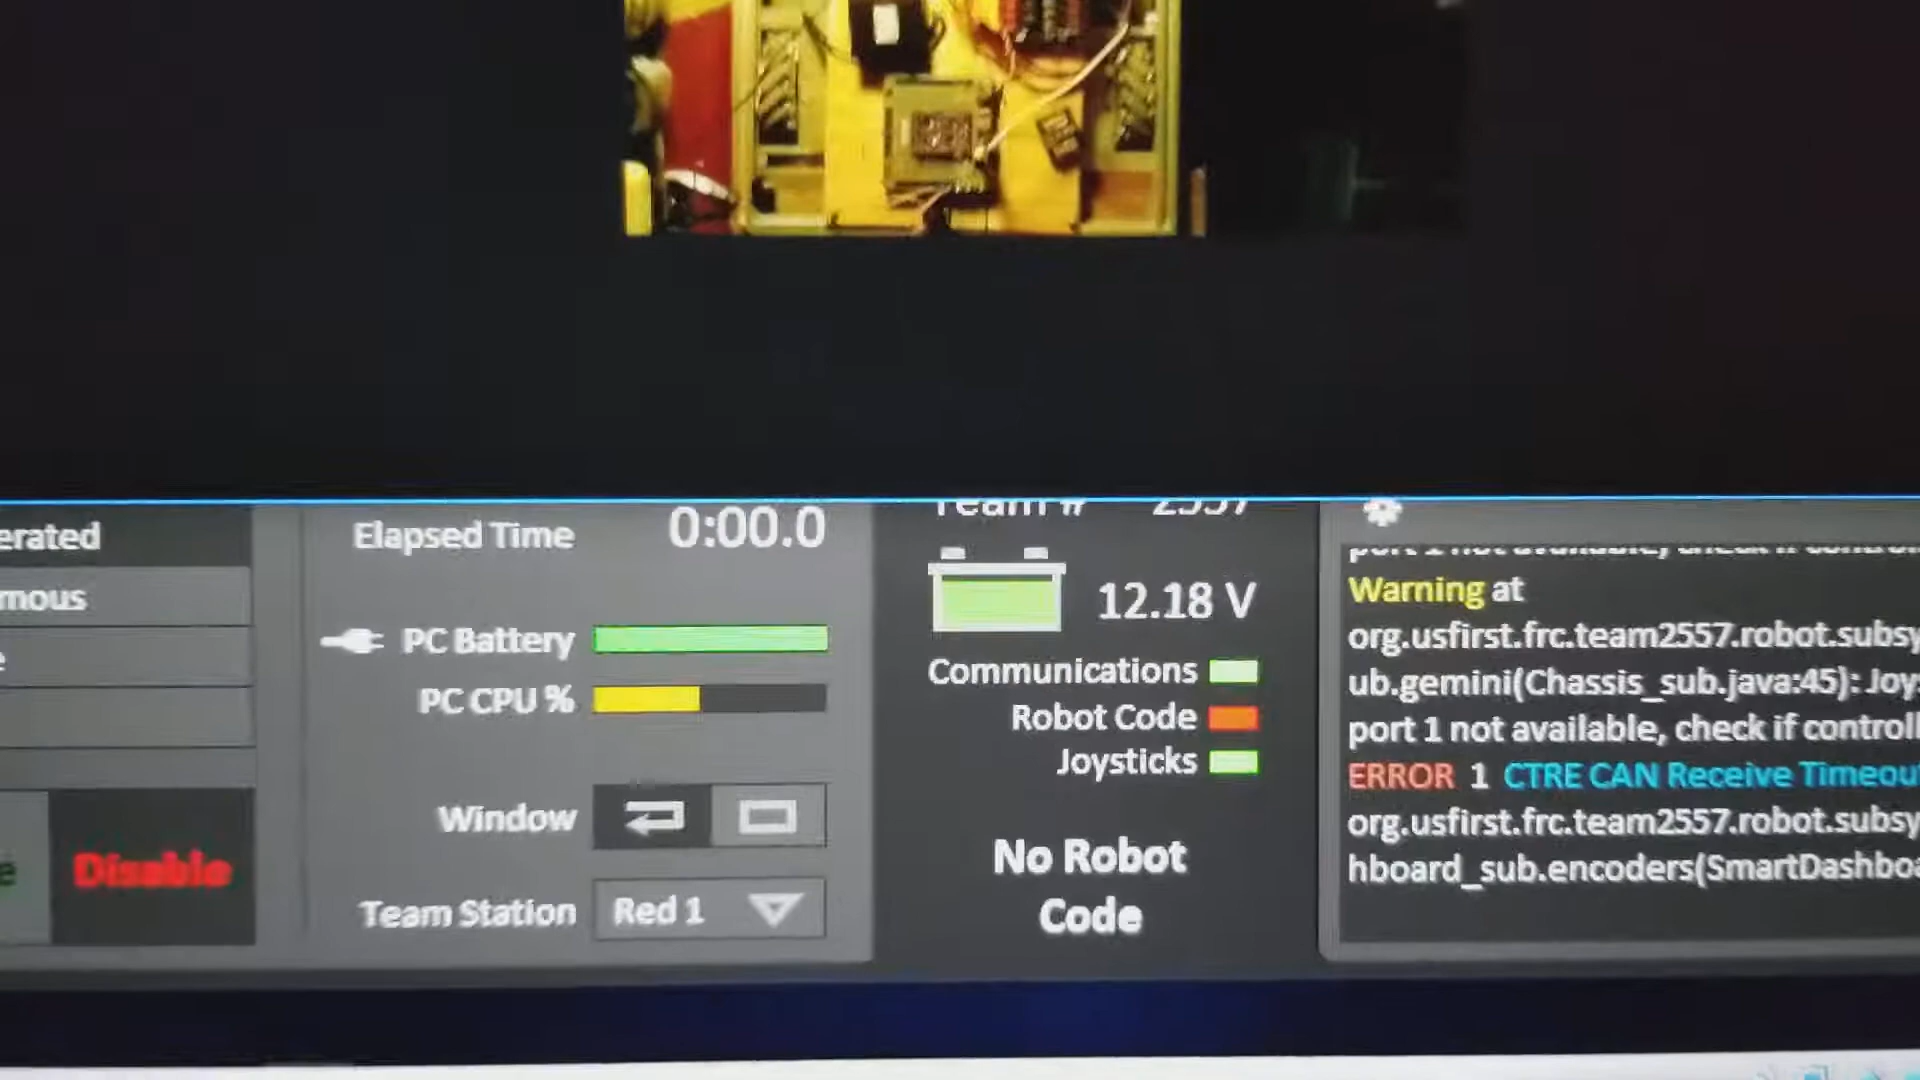 erated
mous
e
e
Disable
Elapsed Time 0:00.0
PC Battery
PC CPU %
Window
Team Station Red 1
Team # 2557
12.18 V
Communications
Robot Code
Joysticks
No Robot
Code
Warning at
org.usfirst.frc.team2557.robot.subsy
ub.gemini(Chassis_sub.java:45): Joy
port 1 not available, check if controll
ERROR 1 CTRE CAN Receive Timeou
org.usfirst.frc.team2557.robot.subsy
hboard_sub.encoders(SmartDashboa